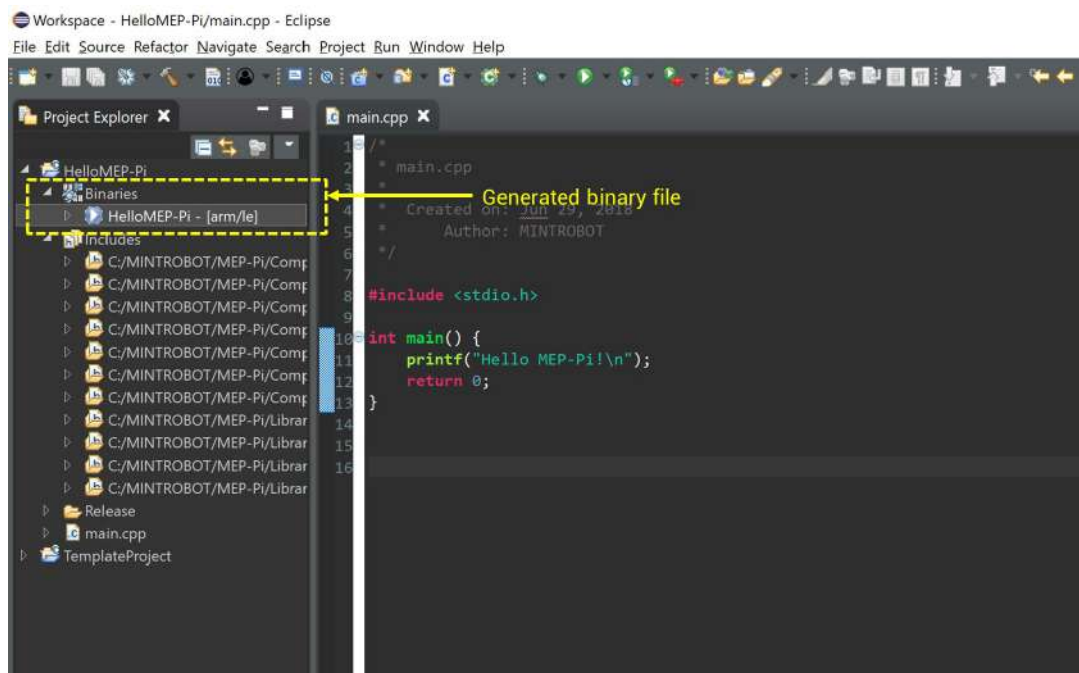 Workspace - HelloMEP-Pi/main.cpp - Eclipse
File Edit Source Refactor Navigate Search Project Run Window Help
Project Explorer
HelloMEP-Pi
Binaries
HelloMEP-Pi - [arm/le]
Includes
C:/MINTROBOT/MEP-Pi/Comp
C:/MINTROBOT/MEP-Pi/Comp
C:/MINTROBOT/MEP-Pi/Comp
C:/MINTROBOT/MEP-Pi/Comp
C:/MINTROBOT/MEP-Pi/Comp
C:/MINTROBOT/MEP-Pi/Comp
C:/MINTROBOT/MEP-Pi/Comp
C:/MINTROBOT/MEP-Pi/Librar
C:/MINTROBOT/MEP-Pi/Librar
C:/MINTROBOT/MEP-Pi/Librar
C:/MINTROBOT/MEP-Pi/Librar
Release
main.cpp
TemplateProject
main.cpp
1 /*
2 * main.cpp
3 *
Generated binary file
4 * Created on: Jun 29, 2018
5 * Author: MINTROBOT
6 */
7
8 #include <stdio.h>
9
10 int main() {
11 printf("Hello MEP-Pi!\n");
12 return 0;
13 }
14
15
16